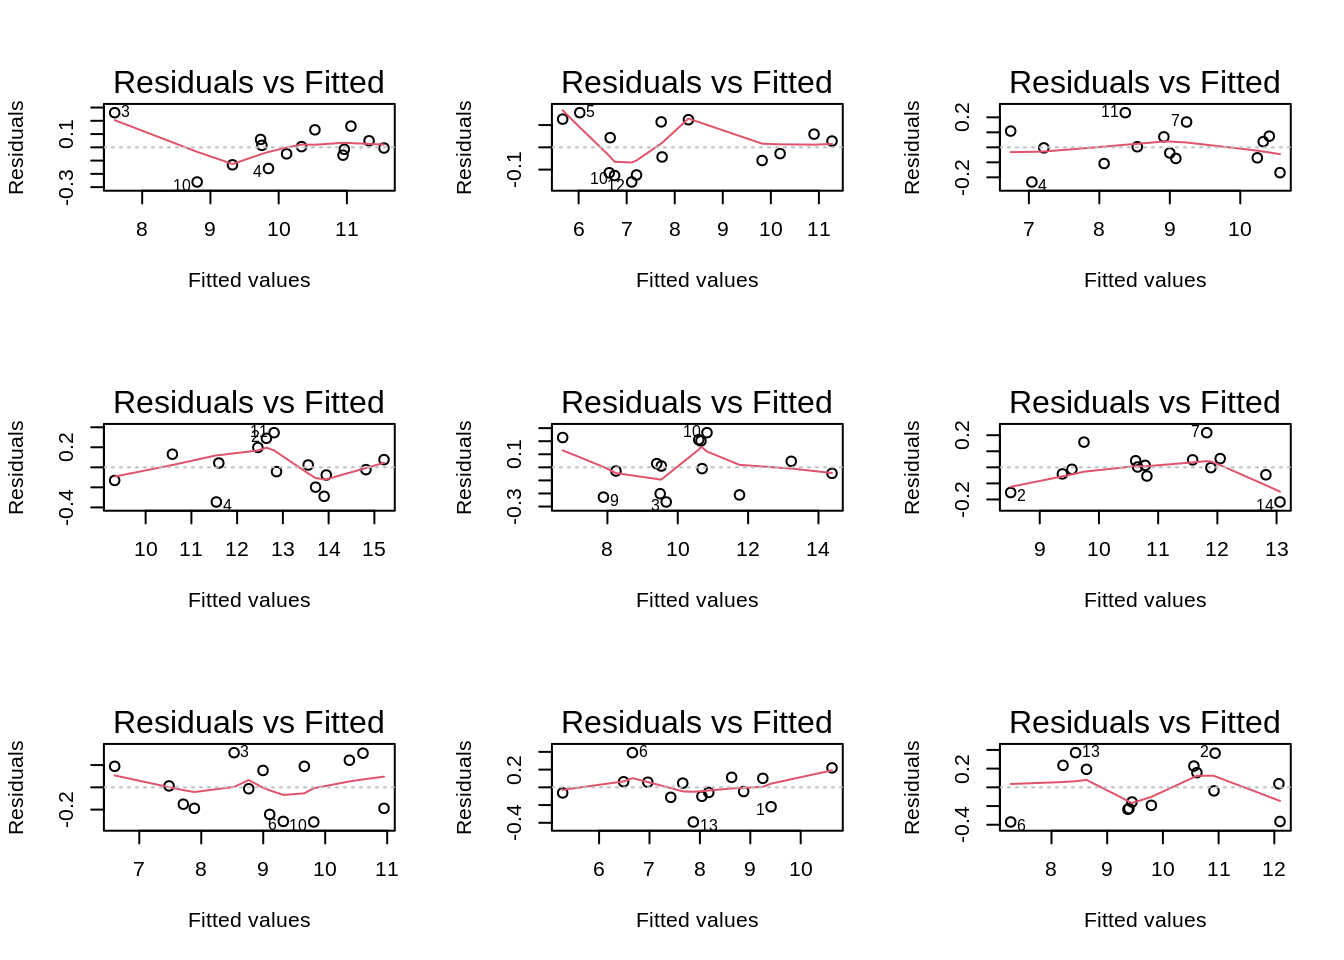 Residuals vs Fitted
Residuals
-0.3 0.1
3
10
4
8 9 10 11
Fitted values
Residuals vs Fitted
Residuals
-0.1
5
10
12
6 7 8 9 10 11
Fitted values
Residuals vs Fitted
Residuals
-0.2 0.2
11
7
4
7 8 9 10
Fitted values
Residuals vs Fitted
Residuals
-0.4 0.2
11
2
4
10 11 12 13 14 15
Fitted values
Residuals vs Fitted
Residuals
-0.3 0.1
10
9
3
8 10 12 14
Fitted values
Residuals vs Fitted
Residuals
-0.2 0.2
7
2
14
9 10 11 12 13
Fitted values
Residuals vs Fitted
Residuals
-0.2
3
6
10
7 8 9 10 11
Fitted values
Residuals vs Fitted
Residuals
-0.4 0.2
6
1
13
6 7 8 9 10
Fitted values
Residuals vs Fitted
Residuals
-0.4 0.2
13
2
6
8 9 10 11 12
Fitted values